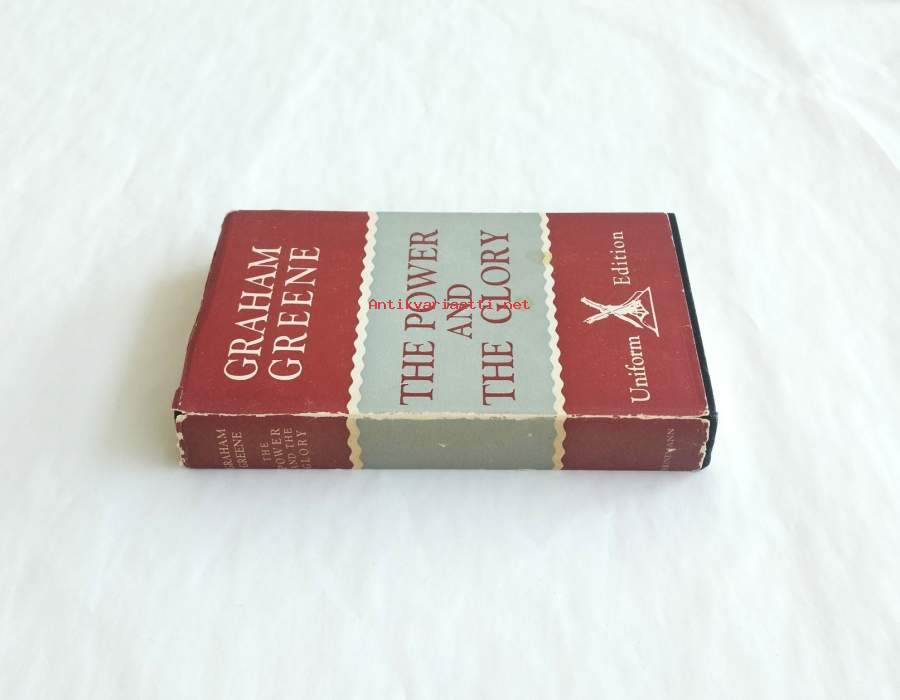 GRAHAM
GREENE
THE POWER
AND
THE GLORY
Uniform Edition
Antikvariaatti.net
GRAHAM
GREENE
THE
POWER
AND THE
GLORY